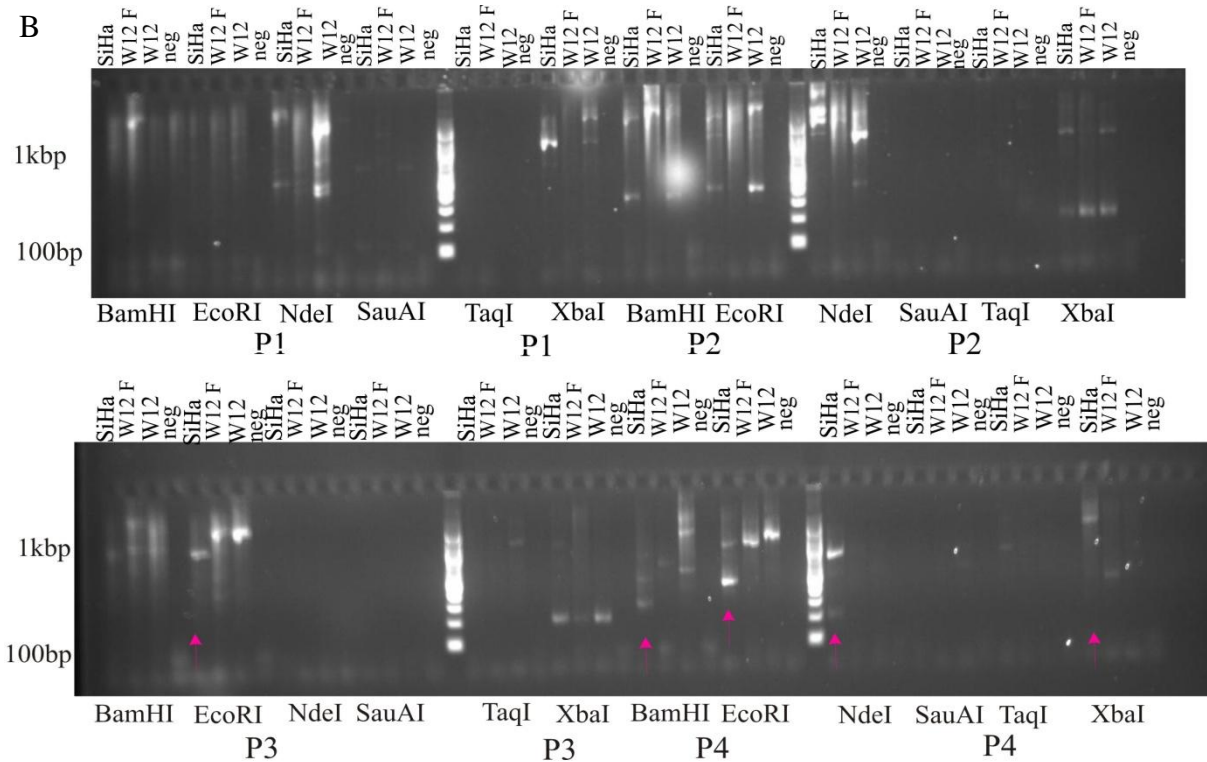 B
SiHa W12 F W12 neg SiHa W12 F W12 neg SiHa W12 F W12 neg SiHa W12 F W12 neg SiHa W12 F W12 neg SiHa W12 F W12 neg SiHa W12 F W12 neg SiHa W12 F W12 neg SiHa W12 F W12 neg SiHa W12 F W12 neg SiHa W12 F W12 neg SiHa W12 F W12 neg
1kbp
100bp
BamHI EcoRI NdeI SauAI TaqI XbaI BamHI EcoRI NdeI SauAI TaqI XbaI
P1 P1 P2 P2
SiHa W12 F W12 neg SiHa W12 F W12 neg SiHa W12 F W12 neg SiHa W12 F W12 neg SiHa W12 F W12 neg SiHa W12 F W12 neg SiHa W12 F W12 neg SiHa W12 F W12 neg SiHa W12 F W12 neg SiHa W12 F W12 neg SiHa W12 F W12 neg SiHa W12 F W12 neg
1kbp
100bp
BamHI EcoRI NdeI SauAI TaqI XbaI BamHI EcoRI NdeI SauAI TaqI XbaI
P3 P3 P4 P4